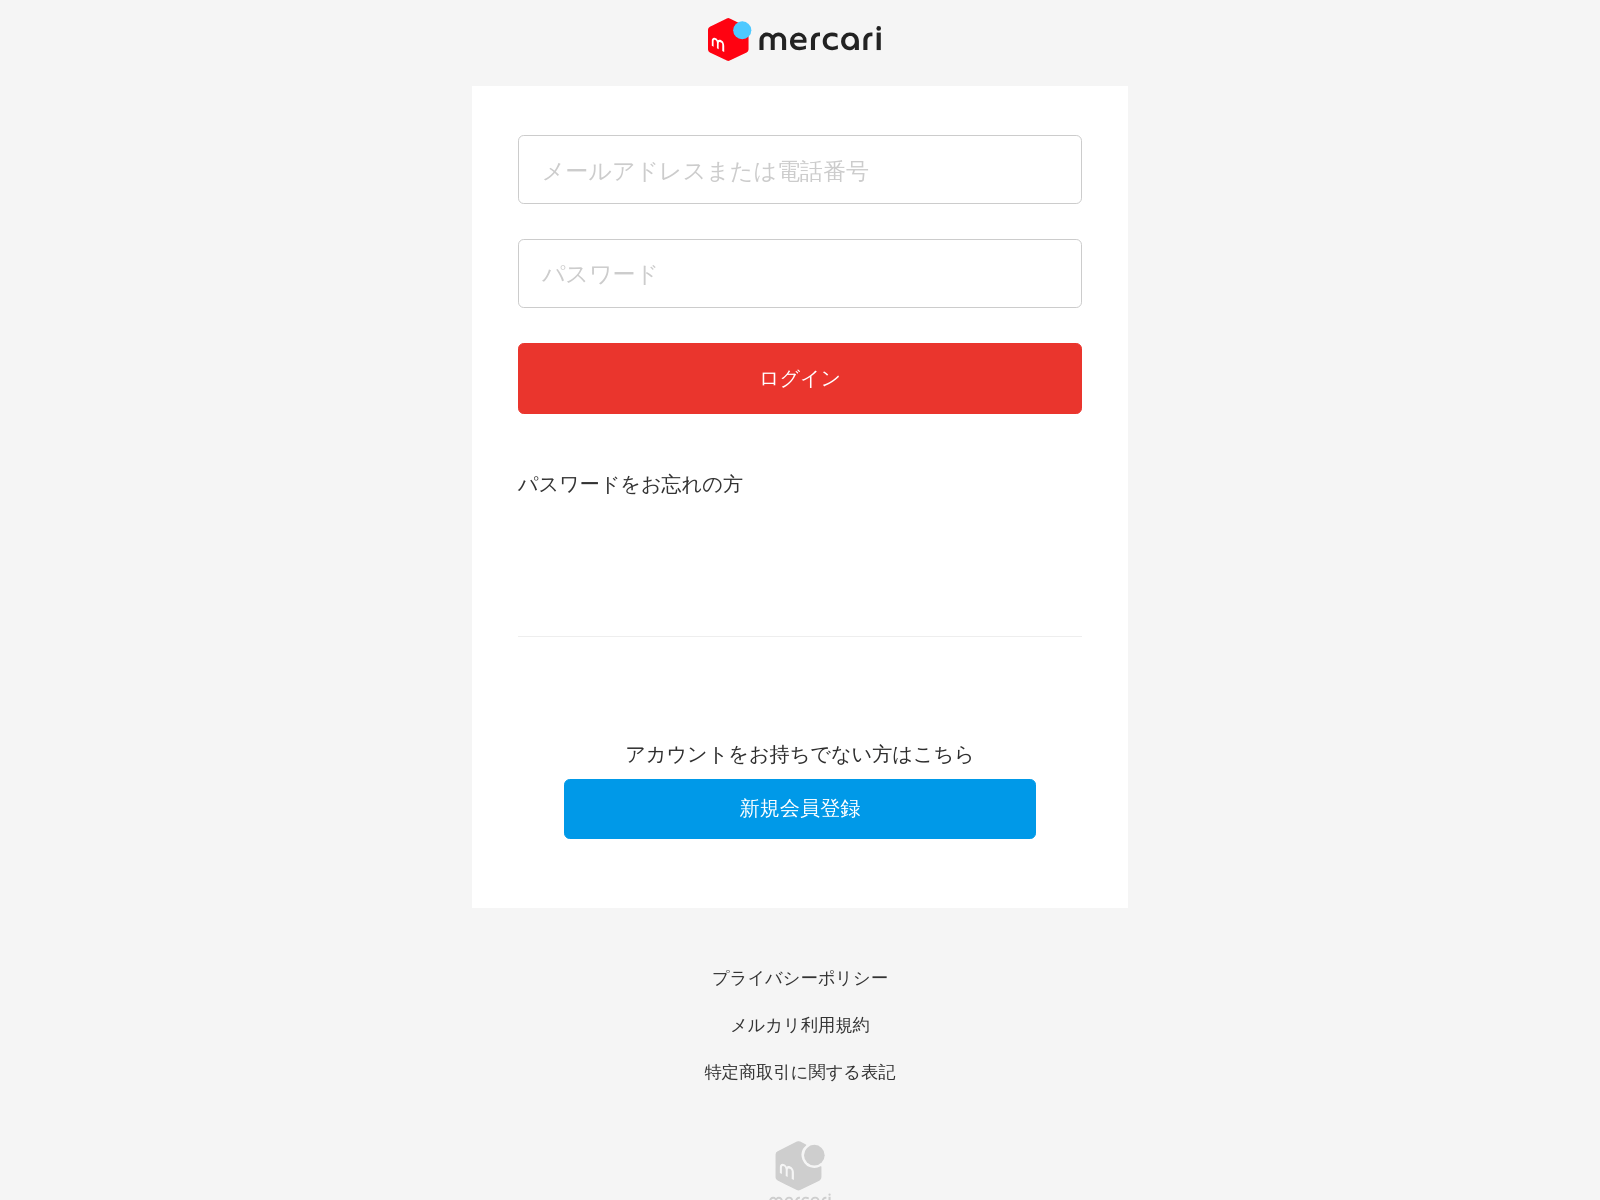 mercari
メールアドレスまたは電話番号
パスワード
ログイン
パスワードをお忘れの方
アカウントをお持ちでない方はこちら
新規会員登録
プライバシーポリシー
メルカリ利用規約
特定商取引に関する表記
mercari